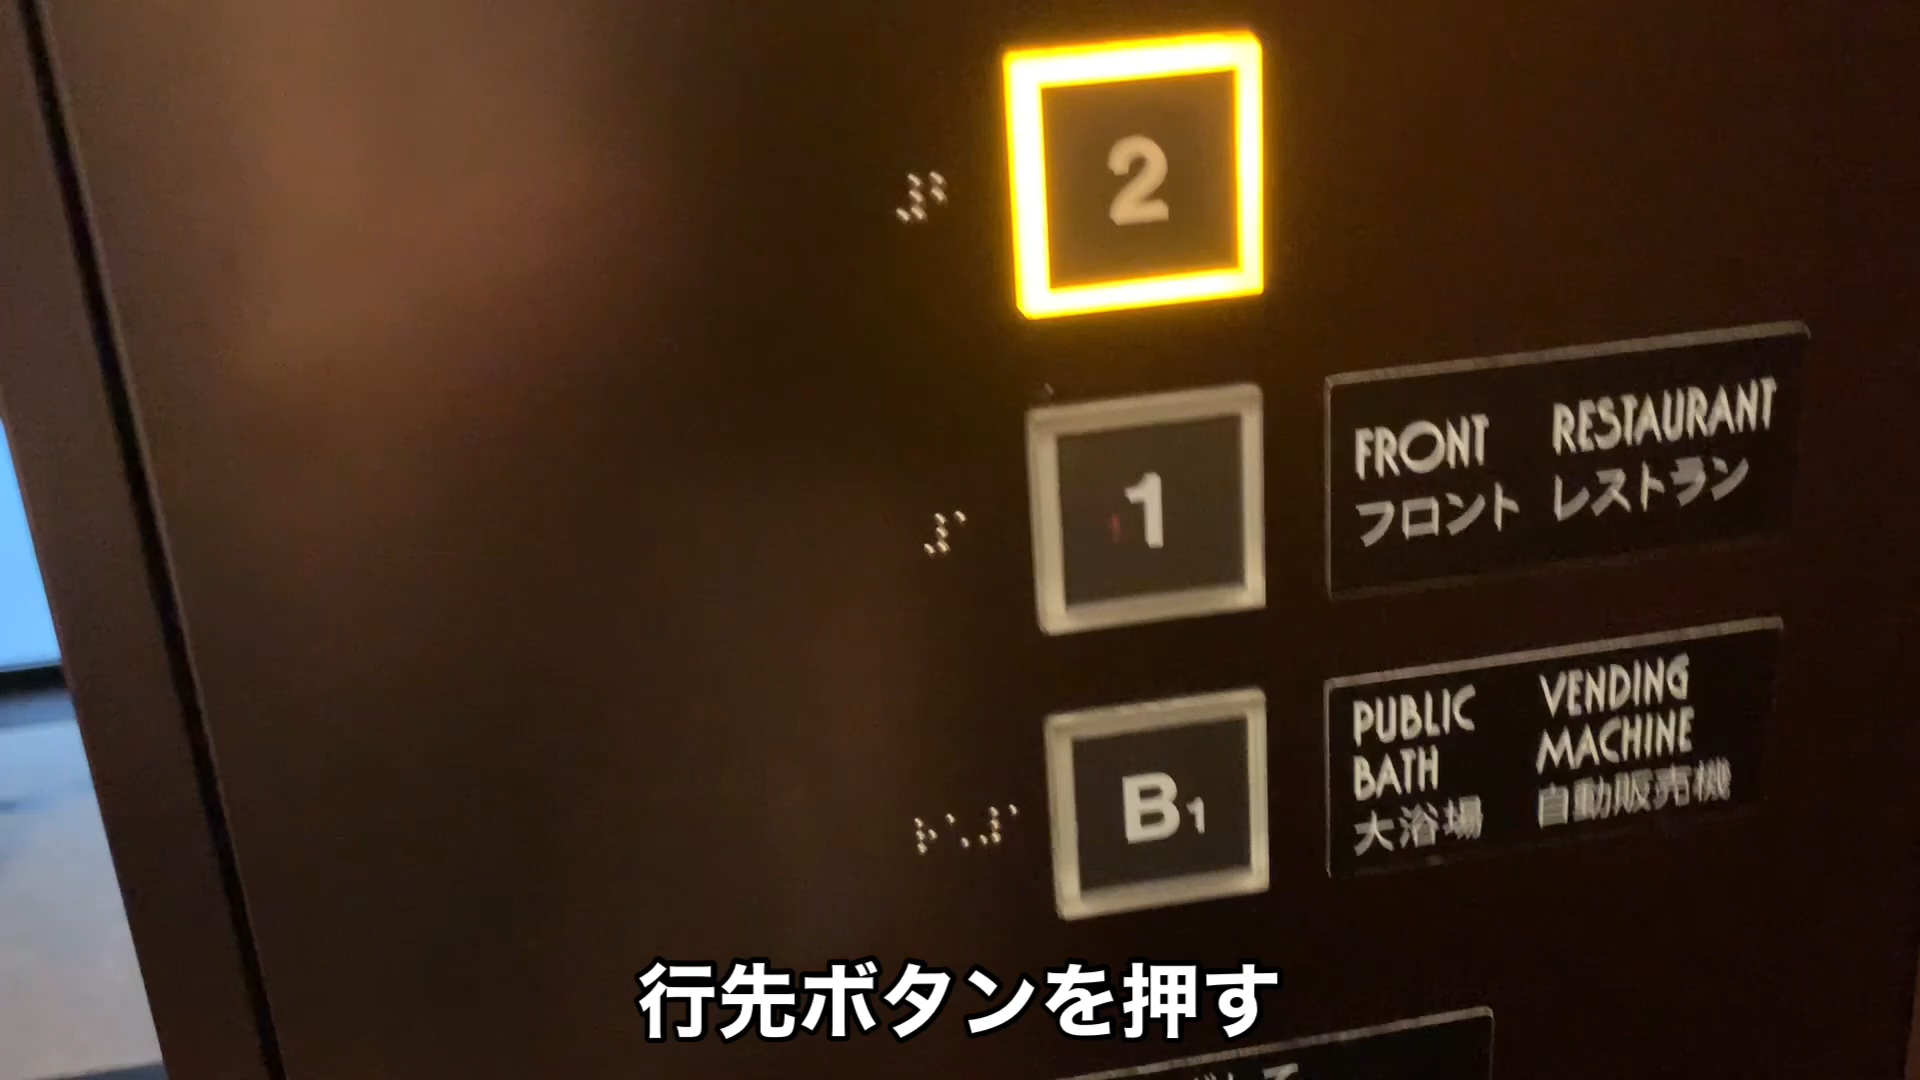 2
1
FRONT RESTAURANT
フロント レストラン
B1
PUBLIC BATH
大浴場
VENDING MACHINE
自動販売機
行先ボタンを押す